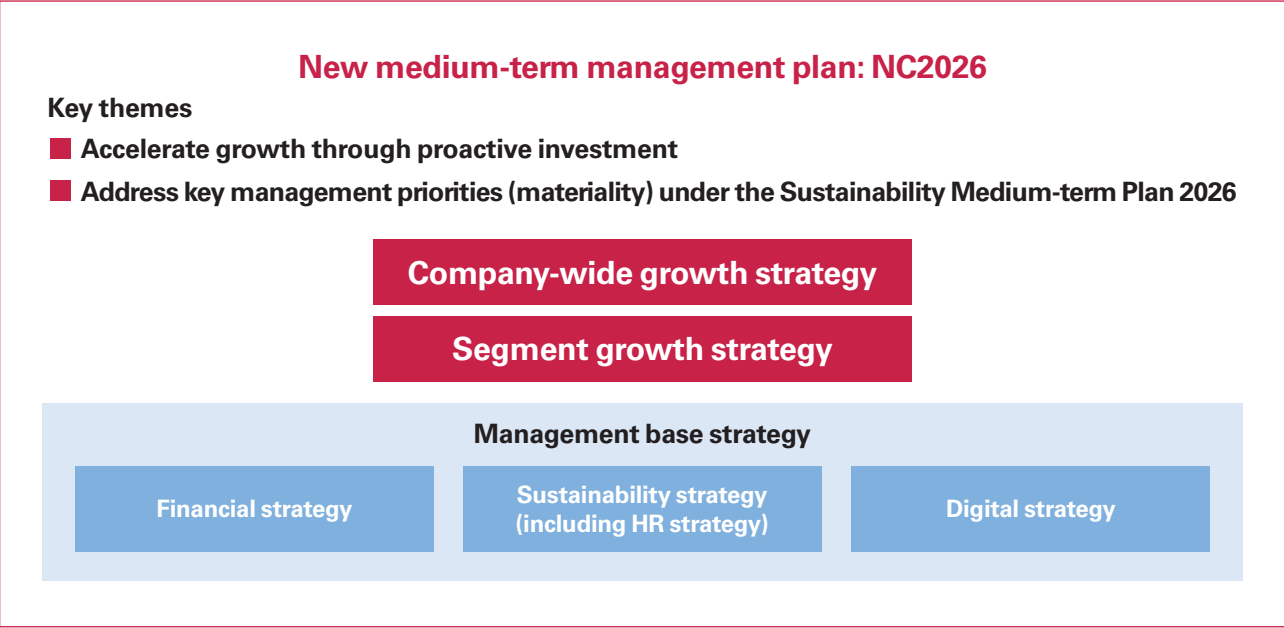 New medium-term management plan: NC2026
Key themes
Accelerate growth through proactive investment
Address key management priorities (materiality) under the Sustainability Medium-term Plan 2026
Company-wide growth strategy
Segment growth strategy
Management base strategy
Financial strategy
Sustainability strategy
(including HR strategy)
Digital strategy